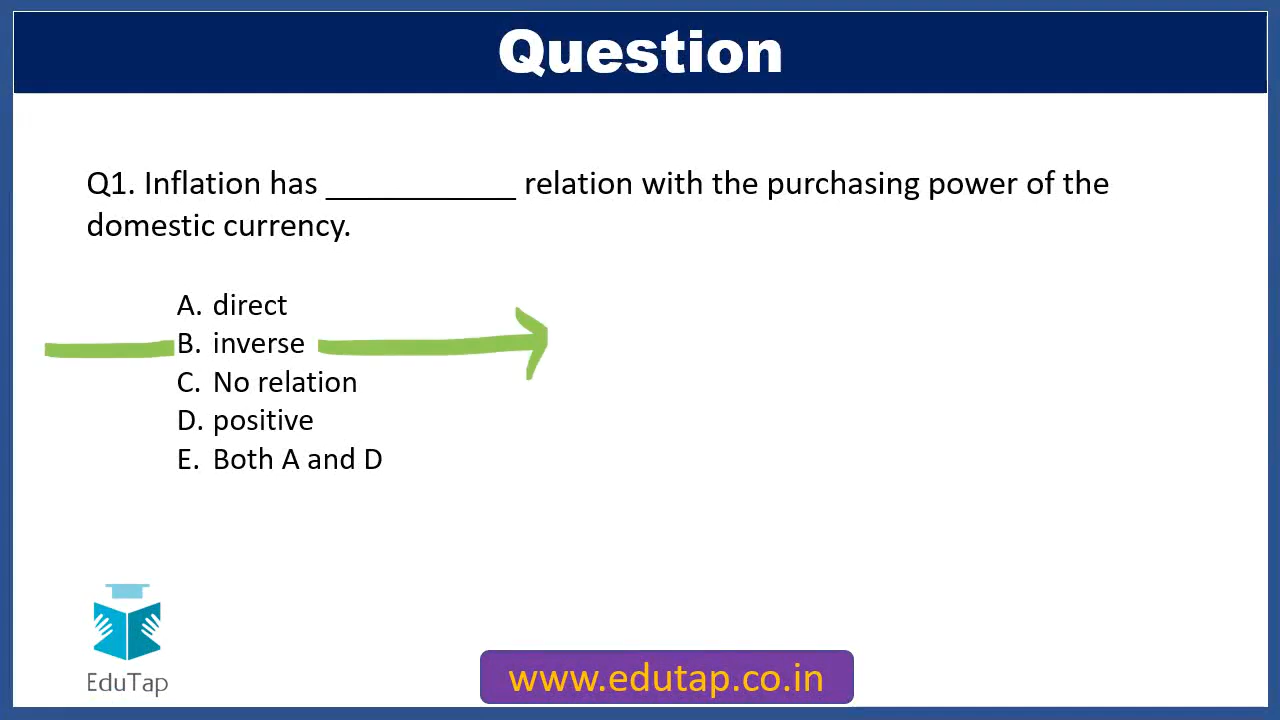 Question
Q1. Inflation has ____________ relation with the purchasing power of the
domestic currency.
A. direct
B. inverse
C. No relation
D. positive
E. Both A and D
EduTap
www.edutap.co.in